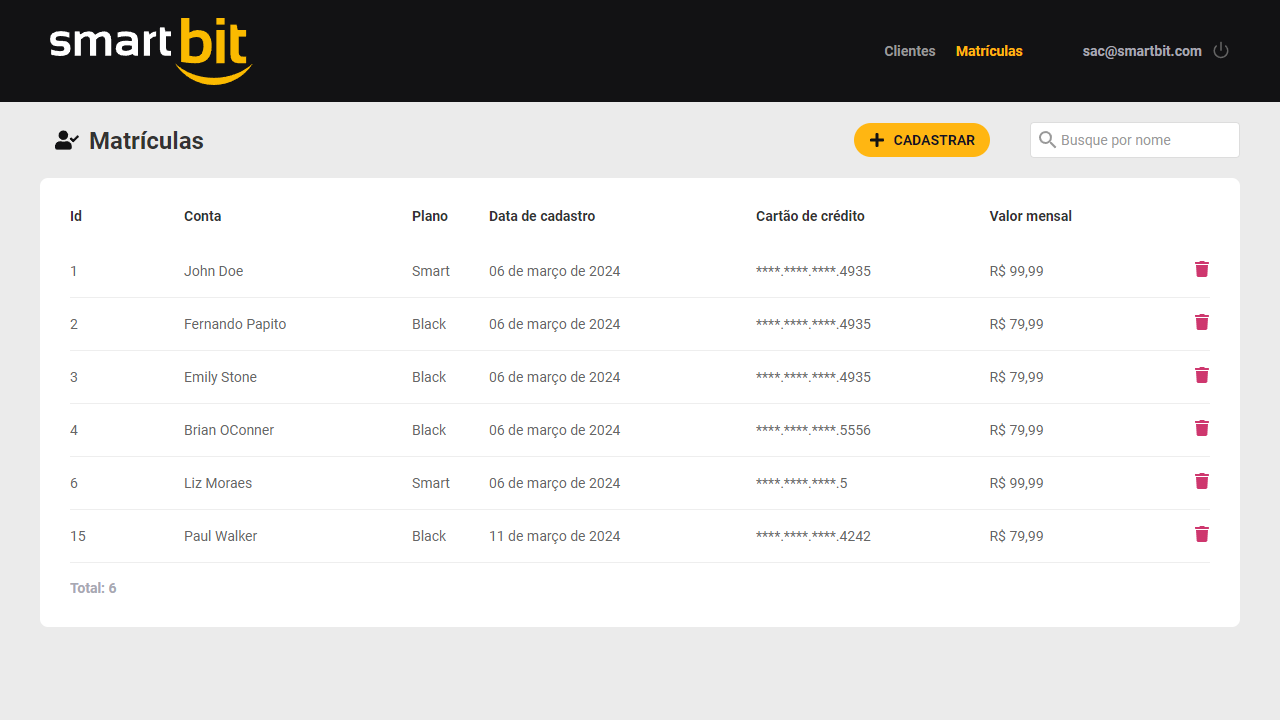 smartbit
Clientes Matrículas sac@smartbit.com
Matrículas CADASTRAR Busque por nome
Id Conta Plano Data de cadastro Cartão de crédito Valor mensal
1 John Doe Smart 06 de março de 2024 ****.****.****.4935 R$ 99,99
2 Fernando Papito Black 06 de março de 2024 ****.****.****.4935 R$ 79,99
3 Emily Stone Black 06 de março de 2024 ****.****.****.4935 R$ 79,99
4 Brian OConner Black 06 de março de 2024 ****.****.****.5556 R$ 79,99
6 Liz Moraes Smart 06 de março de 2024 ****.****.****.5 R$ 99,99
15 Paul Walker Black 11 de março de 2024 ****.****.****.4242 R$ 79,99
Total: 6